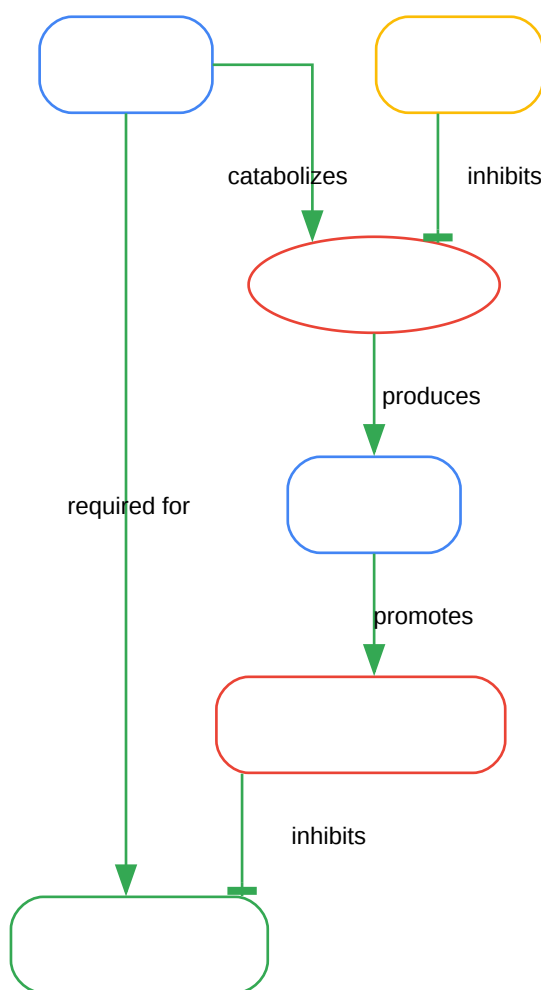 catabolizes
inhibits
produces
required for
promotes
inhibits